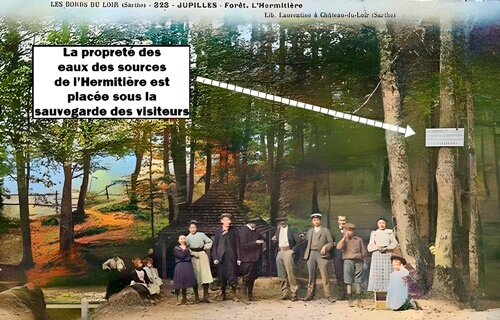 LES BORDS DU LOIR (Sarthe) - 323 - JUPILLES - Forêt. L'Hermitière
Lib. Laurentine à Château-du-Loir (Sarthe)
La propreté des
eaux des sources
de l'Hermitière est
placée sous la
sauvegarde des visiteurs